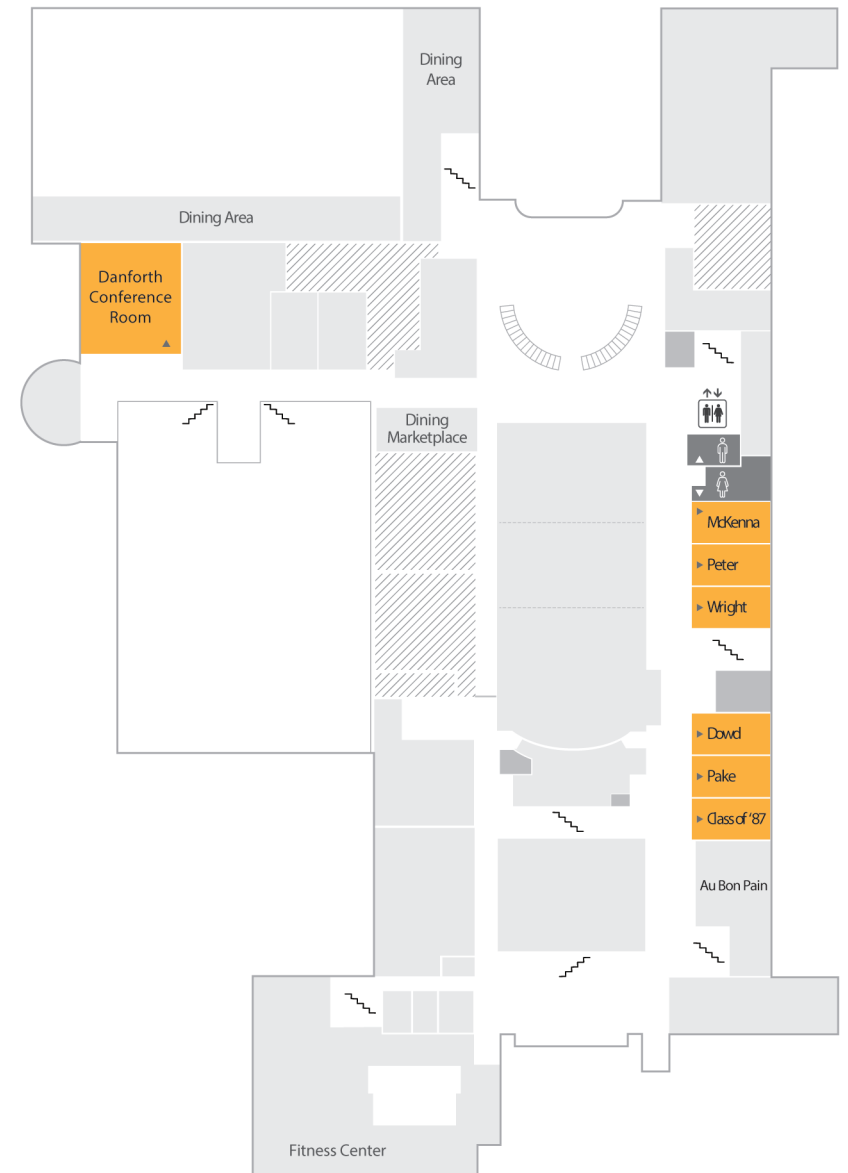 Dining
Area
Dining Area
Danforth
Conference
Room
Dining
Marketplace
McKenna
Peter
Wright
Dowd
Pake
Class of '87
Au Bon Pain
Fitness Center